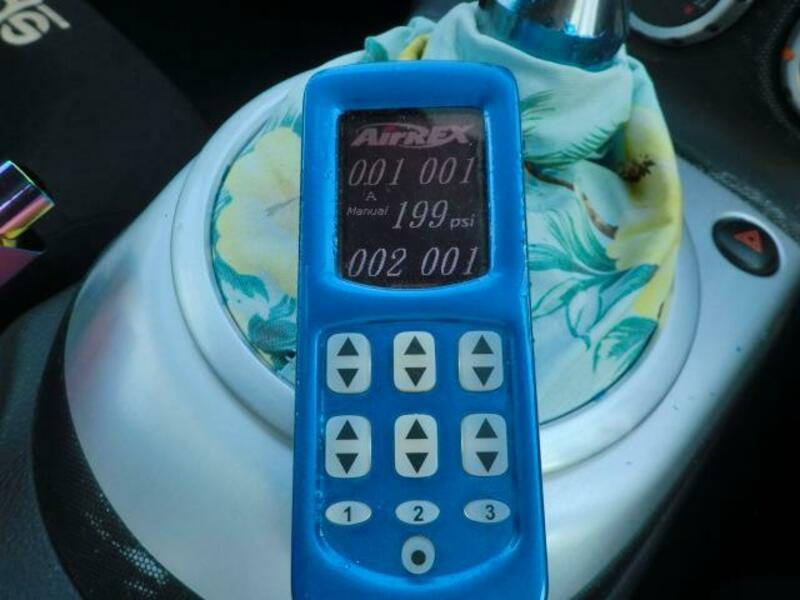 AiRREX
001 001
A
Manual 199 psi
002 001
1 2 3